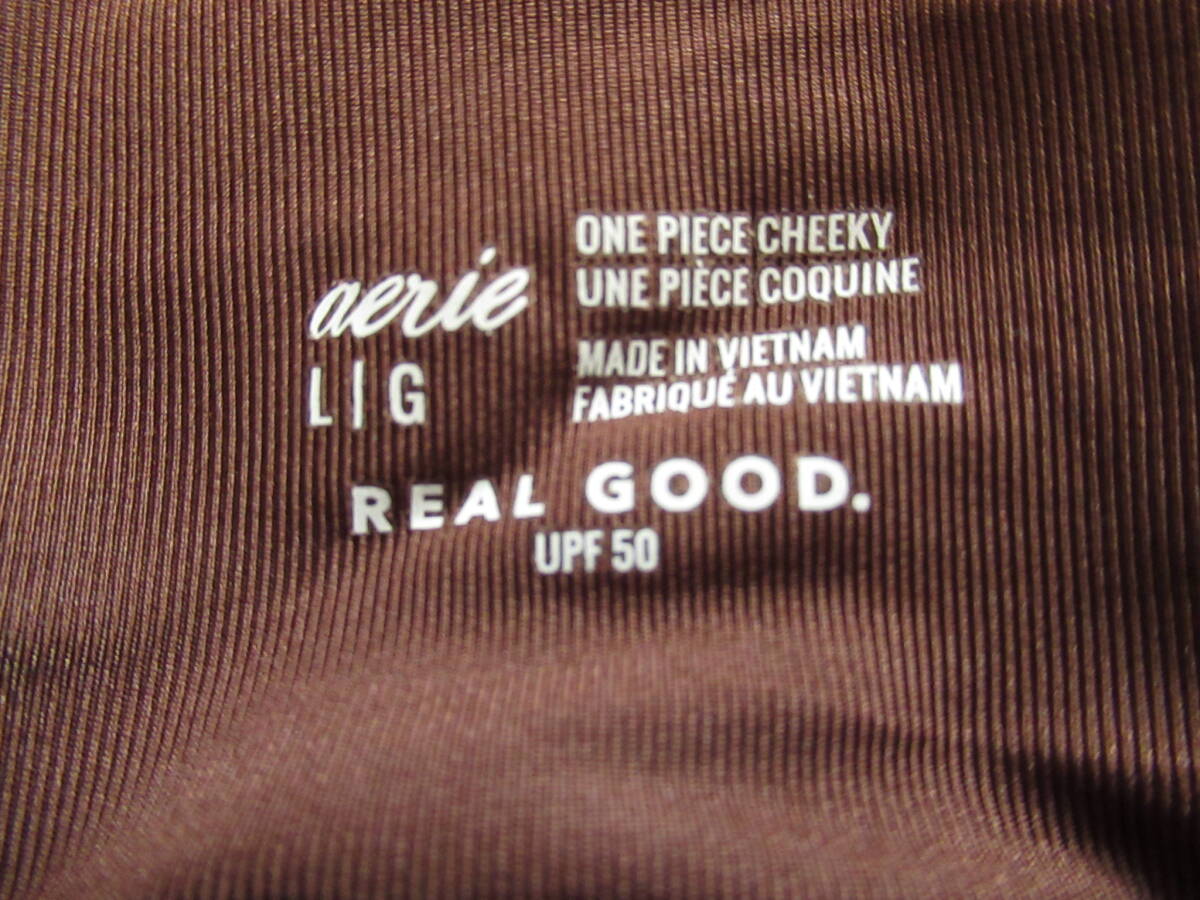 aerie
L|G
ONE PIECE CHEEKY
UNE PIÈCE COQUINE
MADE IN VIETNAM
FABRIQUÉ AU VIETNAM
REAL GOOD.
UPF 50